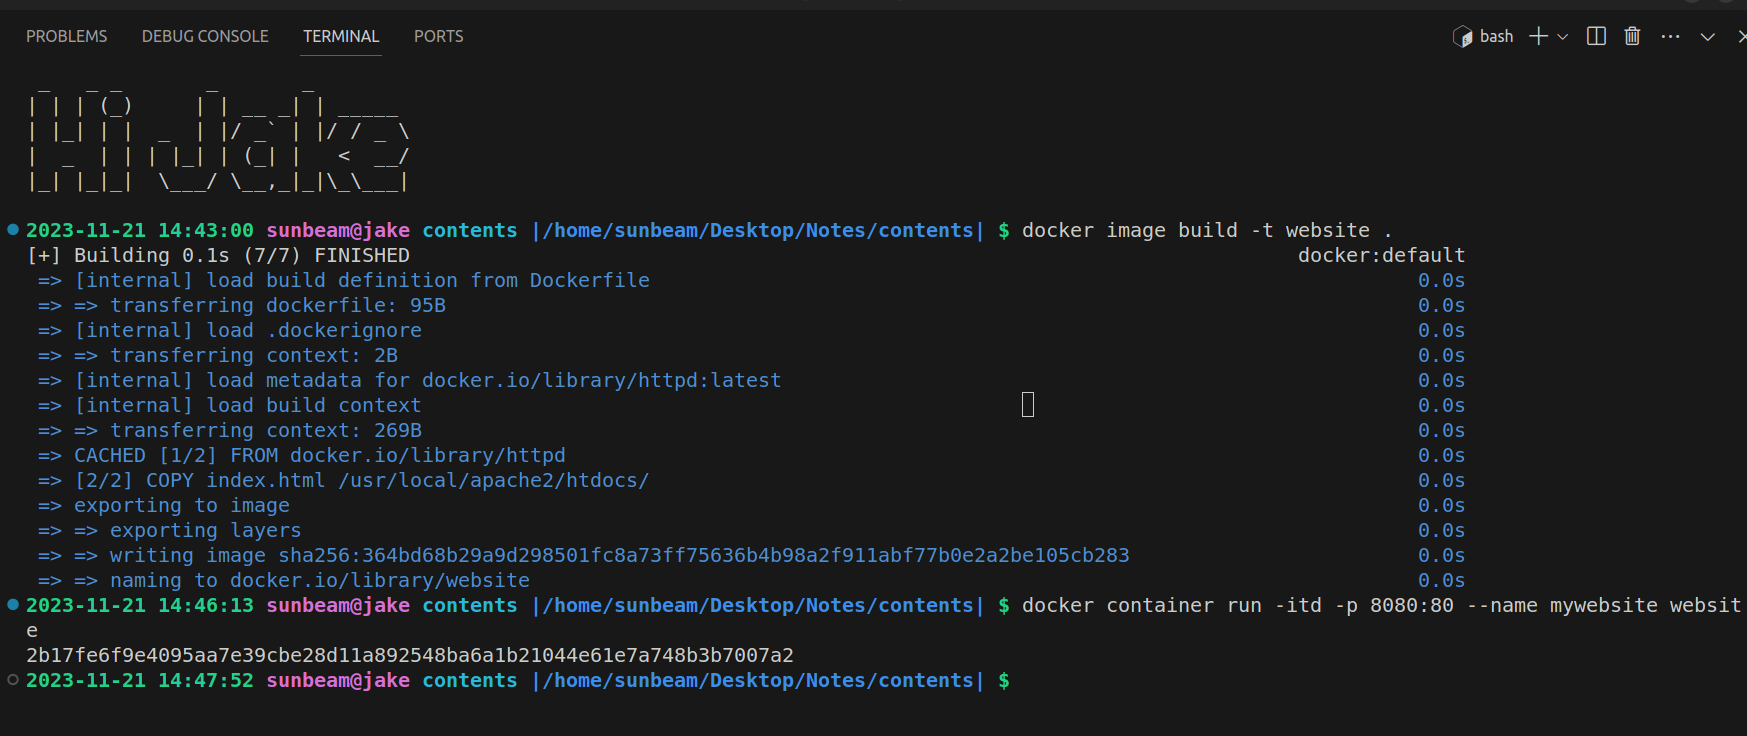 PROBLEMS DEBUG CONSOLE TERMINAL PORTS bash
 _   _ _       _       _
| | | (_)     | | __ _| | _____
| |_| | |  _  | |/ _` | |/ / _ \
|  _  | | | |_| | (_| |   <  __/
|_| |_|_|  \___/ \__,_|_|\_\___|
2023-11-21 14:43:00 sunbeam@jake contents |/home/sunbeam/Desktop/Notes/contents| $ docker image build -t website .
[+] Building 0.1s (7/7) FINISHED docker:default
=> [internal] load build definition from Dockerfile 0.0s
=> => transferring dockerfile: 95B 0.0s
=> [internal] load .dockerignore 0.0s
=> => transferring context: 2B 0.0s
=> [internal] load metadata for docker.io/library/httpd:latest 0.0s
=> [internal] load build context 0.0s
=> => transferring context: 269B 0.0s
=> CACHED [1/2] FROM docker.io/library/httpd 0.0s
=> [2/2] COPY index.html /usr/local/apache2/htdocs/ 0.0s
=> exporting to image 0.0s
=> => exporting layers 0.0s
=> => writing image sha256:364bd68b29a9d298501fc8a73ff75636b4b98a2f911abf77b0e2a2be105cb283 0.0s
=> => naming to docker.io/library/website 0.0s
2023-11-21 14:46:13 sunbeam@jake contents |/home/sunbeam/Desktop/Notes/contents| $ docker container run -itd -p 8080:80 --name mywebsite websit
e
2b17fe6f9e4095aa7e39cbe28d11a892548ba6a1b21044e61e7a748b3b7007a2
2023-11-21 14:47:52 sunbeam@jake contents |/home/sunbeam/Desktop/Notes/contents| $